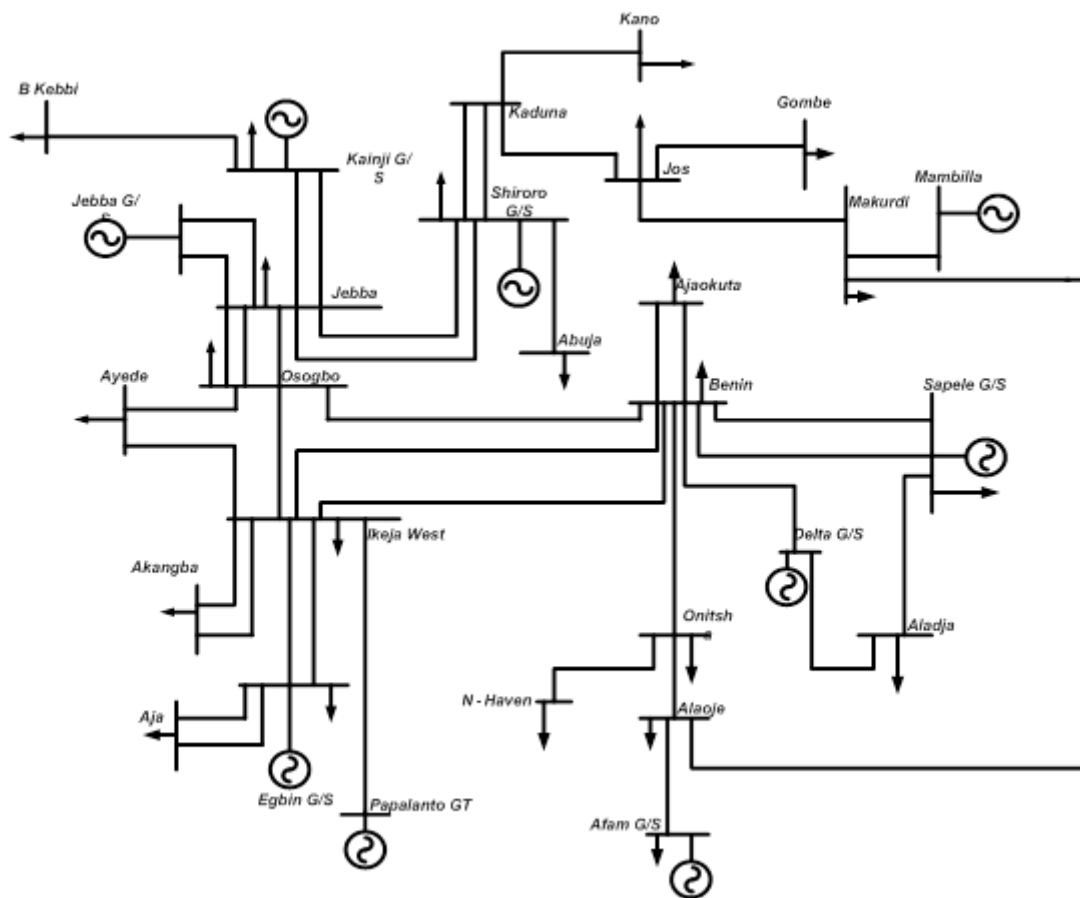 Kano
B Kebbi
Kaduna
Gombe
Kainji G/
S
Jos
Mambilla
Jebba G/
S
Shiroro
G/S
Makurdi
Ajaokuta
Jebba
Abuja
Ayede
Osogbo
Benin
Sapele G/S
Ikeja West
Delta G/S
Akangba
Onitsh
a
Aladja
N - Haven
Aja
Alaoje
Egbin G/S
Papalanto GT
Afam G/S